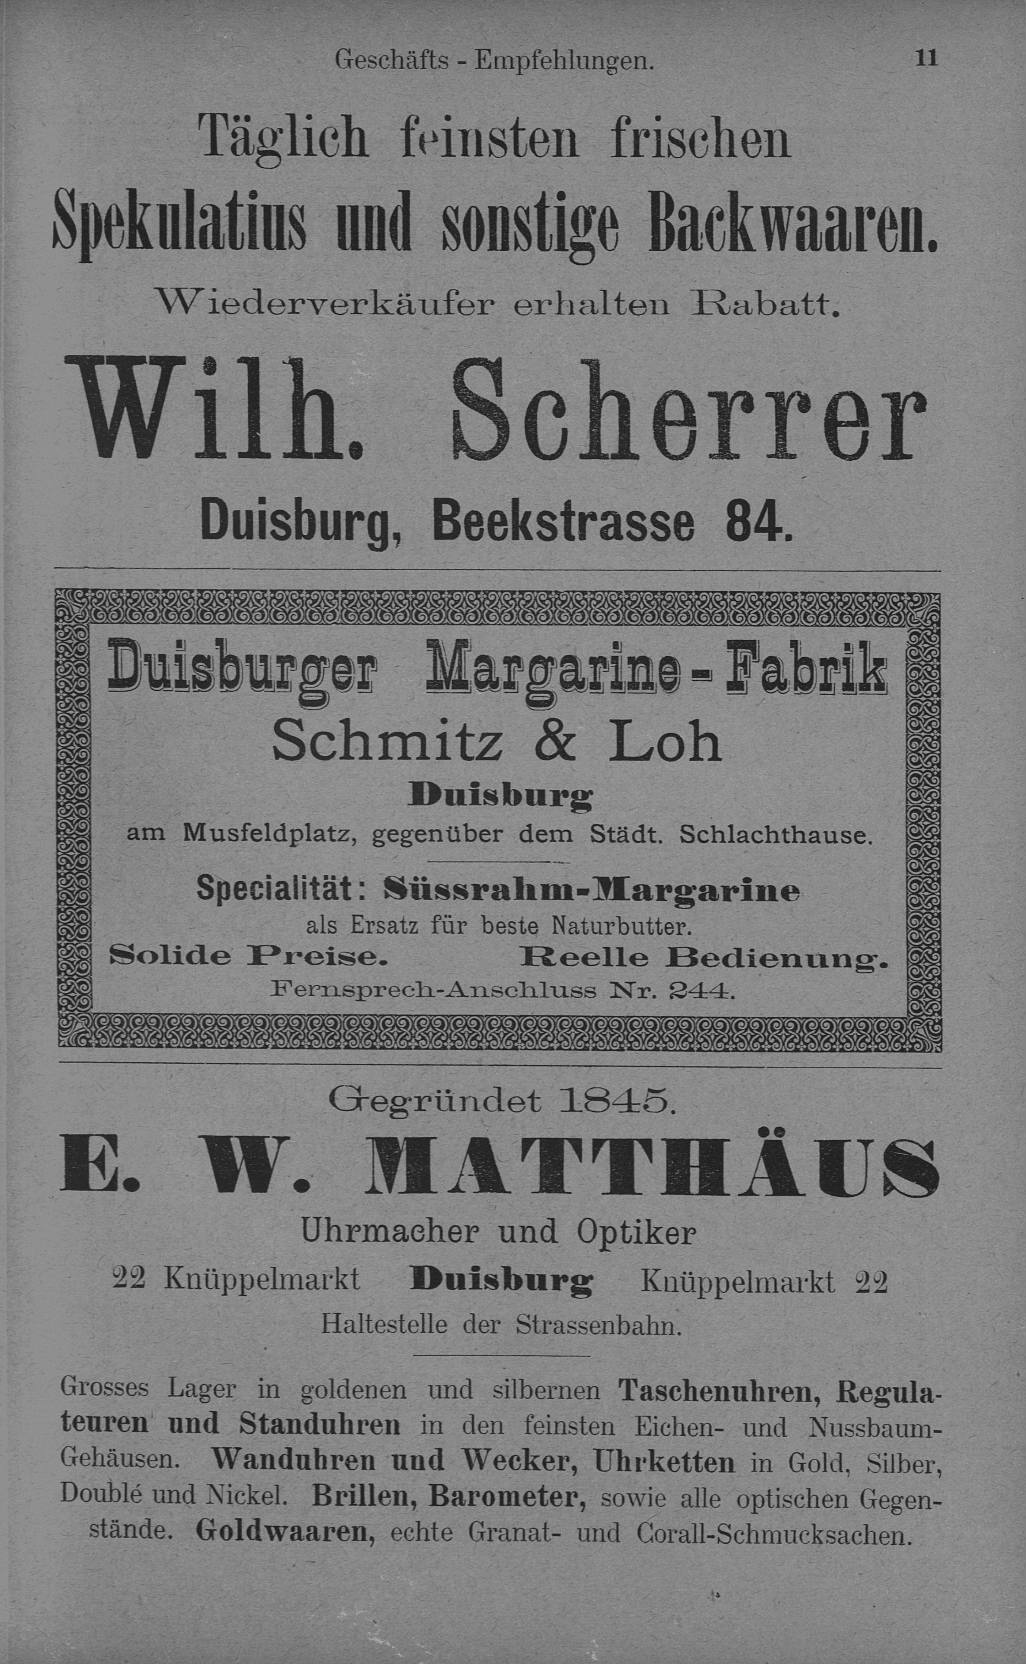 Geschäfts - Empfehlungen. 11
Täglich feinsten frischen
Spekulatius und sonstige Backwaaren.
Wiederverkäufer erhalten Rabatt.
Wilh. Scherrer
Duisburg, Beekstrasse 84.
Duisburger Margarine-Fabrik
Schmitz & Loh
Duisburg
am Musfeldplatz, gegenüber dem Städt. Schlachthause.
Specialität: Süssrahm-Margarine
als Ersatz für beste Naturbutter.
Solide Preise. Reelle Bedienung.
Fernsprech-Anschluss Nr. 244.
Gegründet 1845.
E. W. MATTHÄUS
Uhrmacher und Optiker
22 Knüppelmarkt Duisburg Knüppelmarkt 22
Haltestelle der Strassenbahn.
Grosses Lager in goldenen und silbernen Taschenuhren, Regula-
teuren und Standuhren in den feinsten Eichen- und Nussbaum-
Gehäusen. Wanduhren und Wecker, Uhrketten in Gold, Silber,
Doublé und Nickel. Brillen, Barometer, sowie alle optischen Gegen-
stände. Goldwaaren, echte Granat- und Corall-Schmucksachen.